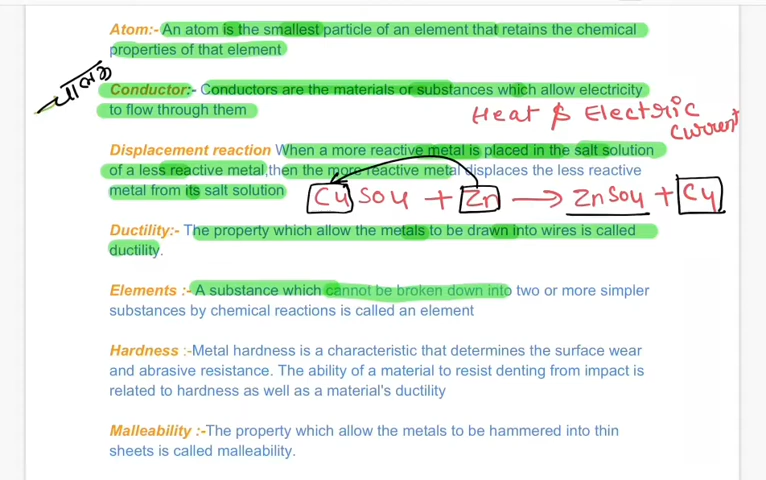 Atom:- An atom is the smallest particle of an element that retains the chemical
properties of that element
चालक
Conductor:- Conductors are the materials or substances which allow electricity
to flow through them
Heat & Electric
Current
Displacement reaction When a more reactive metal is placed in the salt solution
of a less reactive metal,then the more reactive metal displaces the less reactive
metal from its salt solution
CuSO4 + Zn → ZnSO4 + Cu
Ductility:- The property which allow the metals to be drawn into wires is called
ductility.
Elements :- A substance which cannot be broken down into two or more simpler
substances by chemical reactions is called an element
Hardness :-Metal hardness is a characteristic that determines the surface wear
and abrasive resistance. The ability of a material to resist denting from impact is
related to hardness as well as a material's ductility
Malleability :-The property which allow the metals to be hammered into thin
sheets is called malleability.